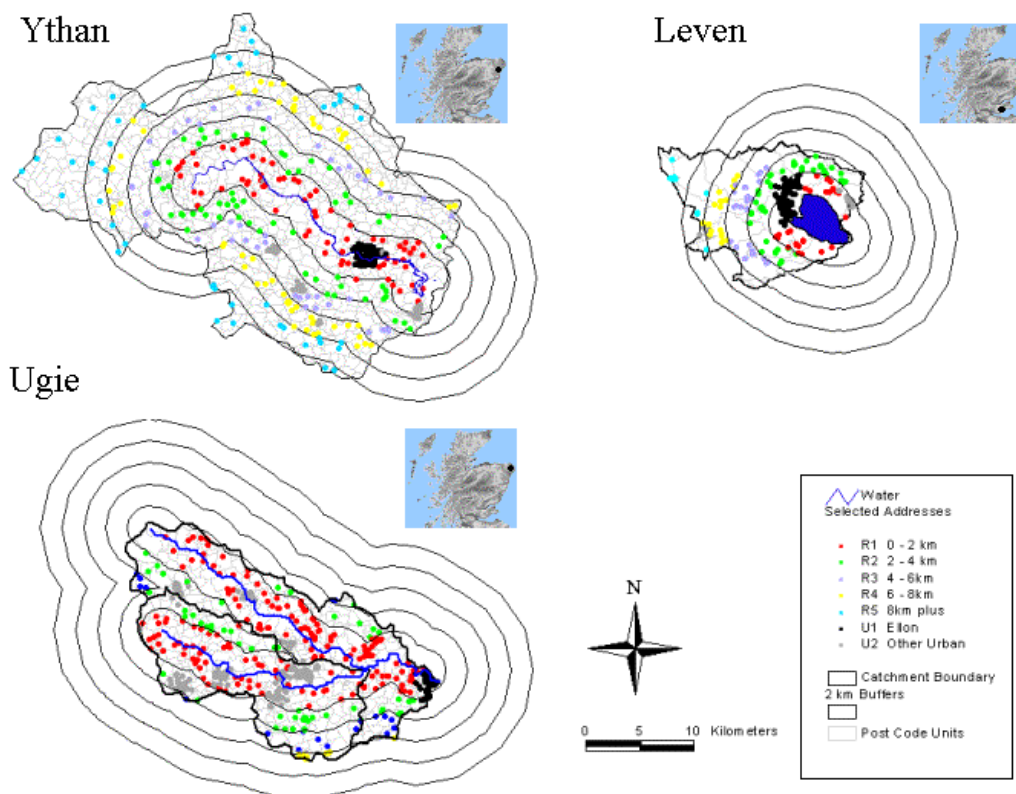 Ythan
Leven
Ugie
N
0 5 10 Kilometers
Water
Selected Addresses
R1 0 - 2 km
R2 2 - 4 km
R3 4 - 6km
R4 6 - 8km
R5 8km plus
U1 Ellon
U2 Other Urban
Catchment Boundary
2 km Buffers
Post Code Units